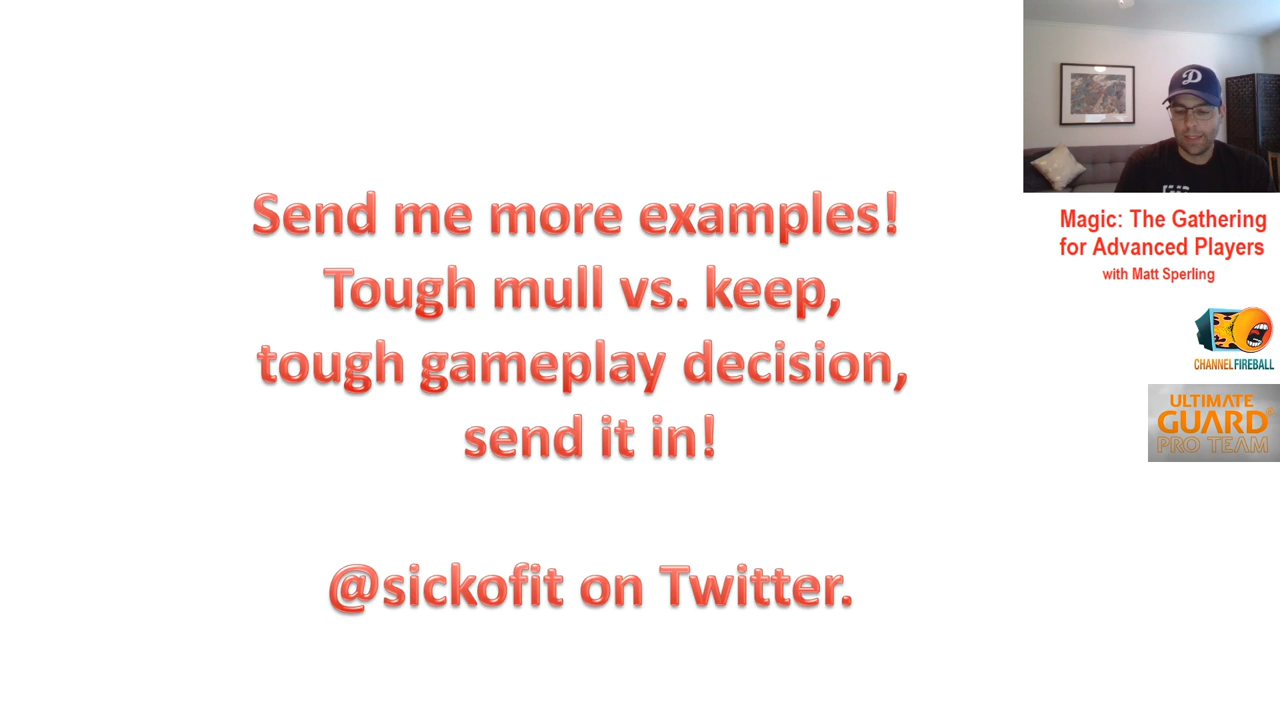 Send me more examples!
Tough mull vs. keep,
tough gameplay decision,
send it in!
@sickofit on Twitter.
D
Magic: The Gathering
for Advanced Players
with Matt Sperling
CHANNELFIREBALL
ULTIMATE
GUARD®
PRO TEAM